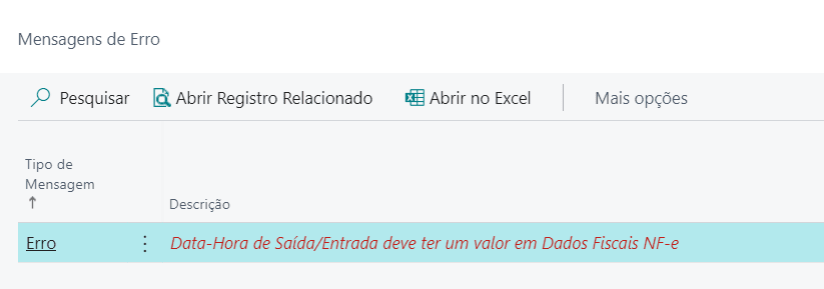 Mensagens de Erro
Pesquisar Abrir Registro Relacionado Abrir no Excel Mais opções
Tipo de
Mensagem
↑ Descrição
Erro Data-Hora de Saída/Entrada deve ter um valor em Dados Fiscais NF-e